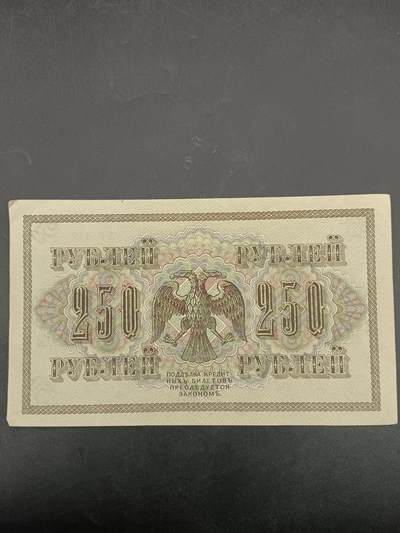 РУБЛЕЙ РУБЛЕЙ
250 250
РУБЛЕЙ РУБЛЕЙ
ПОДДѢЛКА КРЕДИТ
НЫХЪ БИЛЕТОВЪ
ПРЕСЛѢДУЕТСЯ
ЗАКОНОМЪ.